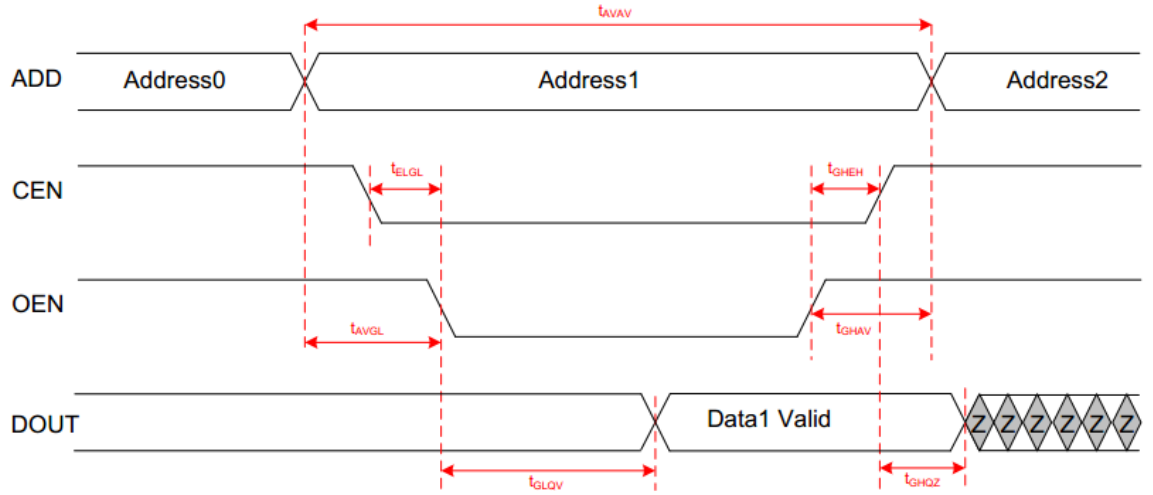 tAVAV
ADD Address0 Address1 Address2
tELGL tGHEH
CEN
OEN
tAVGL tGHAV
DOUT Data1 Valid Z Z Z Z Z Z
tGLQV tGHQZ